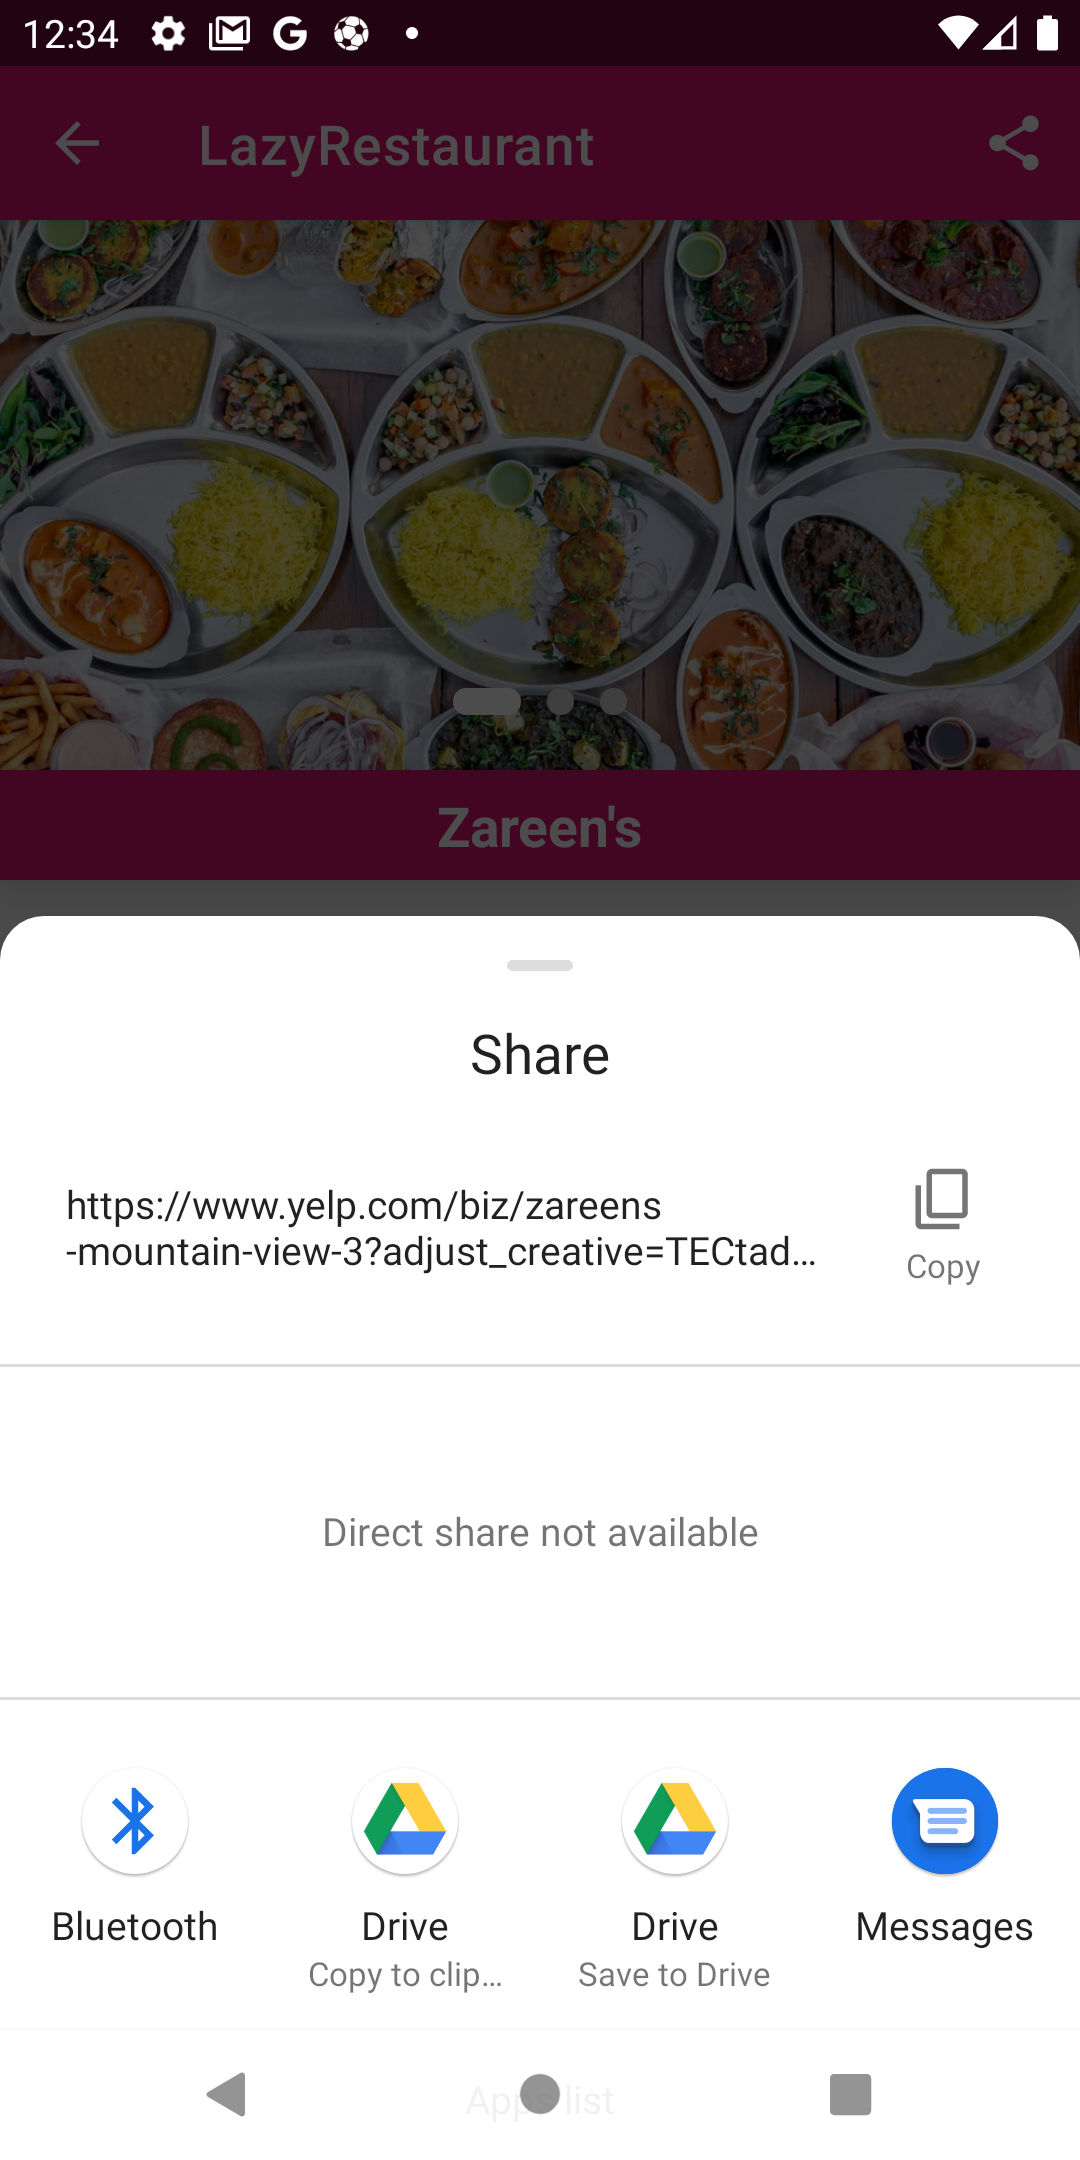 12:34
LazyRestaurant
Zareen's
Share
https://www.yelp.com/biz/zareens
-mountain-view-3?adjust_creative=TECtad…
Copy
Direct share not available
Bluetooth
Drive
Drive
Messages
Copy to clip…
Save to Drive
Apps list